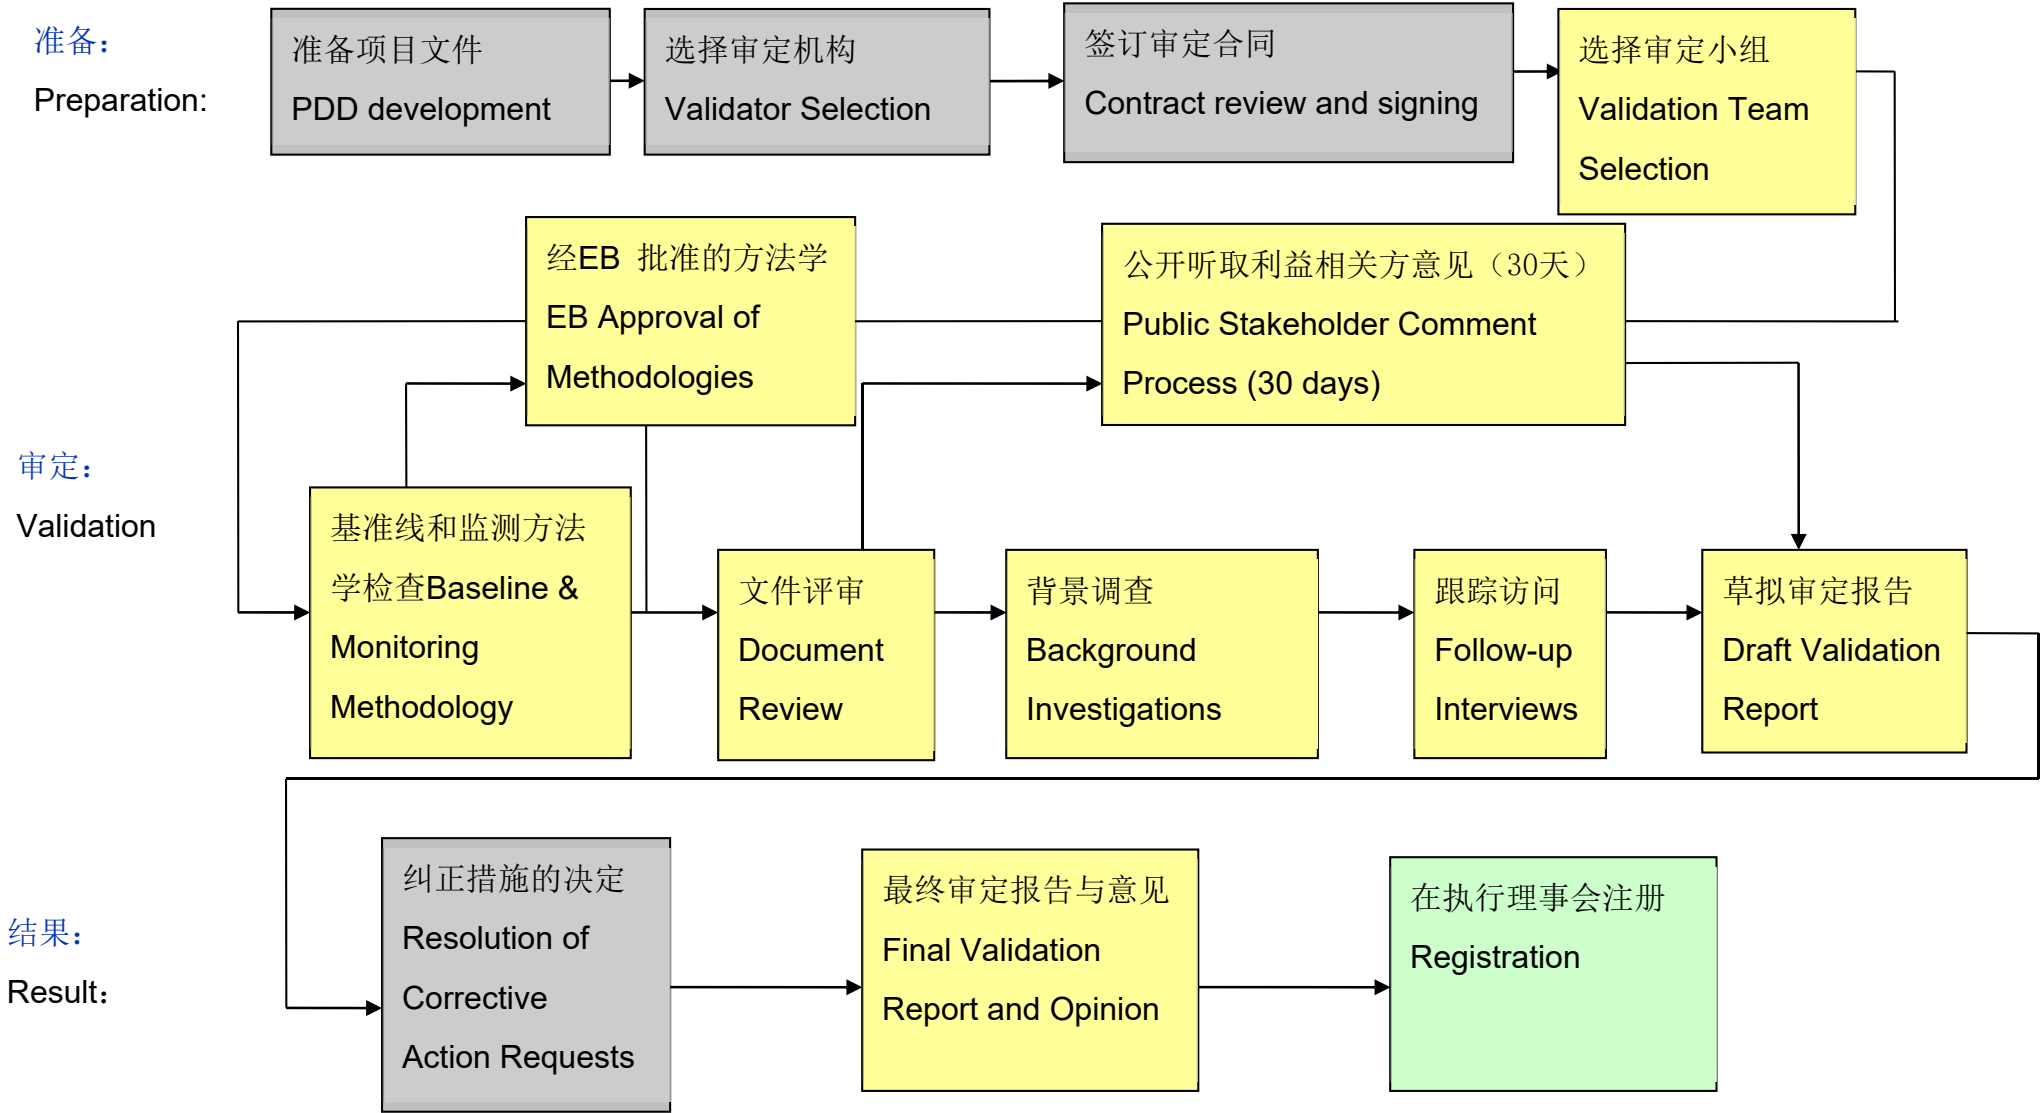 准备：
Preparation:
准备项目文件
PDD development
选择审定机构
Validator Selection
签订审定合同
Contract review and signing
选择审定小组
Validation Team
Selection
经EB 批准的方法学
EB Approval of
Methodologies
公开听取利益相关方意见（30天）
Public Stakeholder Comment
Process (30 days)
审定：
Validation
基准线和监测方法
学检查Baseline &
Monitoring
Methodology
文件评审
Document
Review
背景调查
Background
Investigations
跟踪访问
Follow-up
Interviews
草拟审定报告
Draft Validation
Report
结果：
Result：
纠正措施的决定
Resolution of
Corrective
Action Requests
最终审定报告与意见
Final Validation
Report and Opinion
在执行理事会注册
Registration